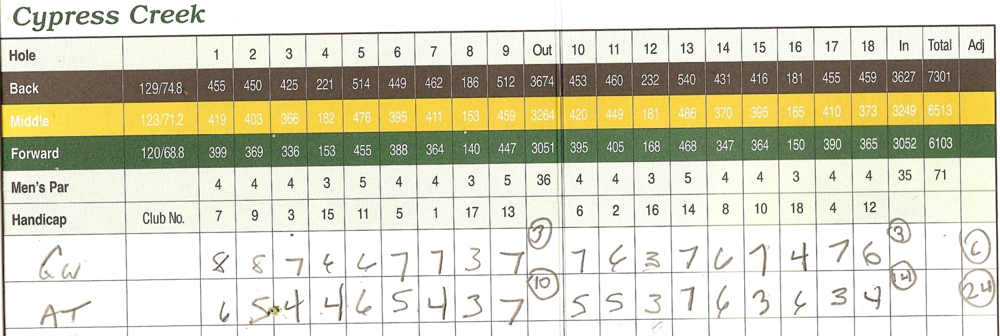 Cypress Creek
Hole 1 2 3 4 5 6 7 8 9 Out 10 11 12 13 14 15 16 17 18 In Total Adj
Back 129/74.8 455 450 425 221 514 449 462 186 512 3674 453 460 232 540 431 416 181 455 459 3627 7301
Middle 123/71.2 419 403 366 182 476 395 411 153 459 3264 420 449 181 486 370 395 165 410 373 3249 6513
Forward 120/68.8 399 369 336 153 455 388 364 140 447 3051 395 405 168 468 347 364 150 390 365 3052 6103
Men's Par 4 4 4 3 5 4 4 3 5 36 4 4 3 5 4 4 3 4 4 35 71
Handicap Club No. 7 9 3 15 11 5 1 17 13 6 2 16 14 8 10 18 4 12
GW 8 8 7 6 6 7 7 3 7 3 7 6 3 7 6 7 4 7 6 3 6
AT 6 5 4 4 6 5 4 3 7 10 5 5 3 7 6 3 6 3 4 14 24